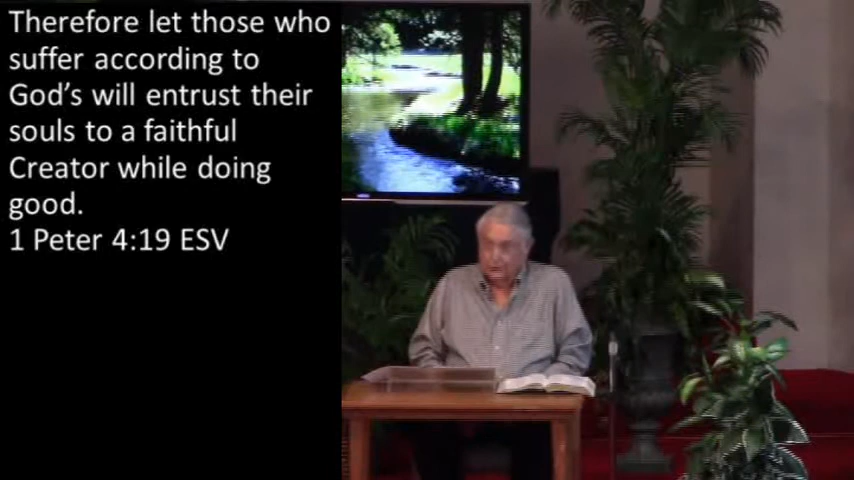 Therefore let those who
suffer according to
God's will entrust their
souls to a faithful
Creator while doing
good.
1 Peter 4:19 ESV